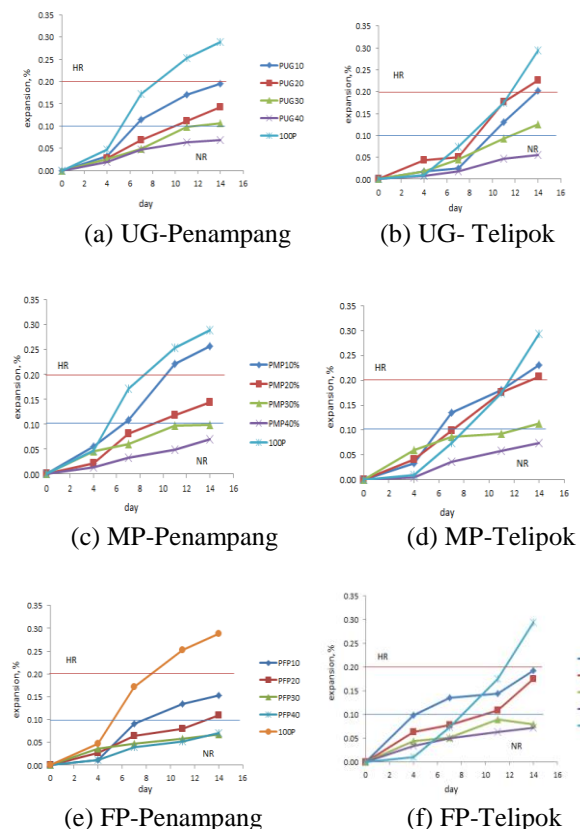 0.35
0.30
0.25
0.20
0.15
0.10
0.05
0.00
expansion, %
HR
NR
0 2 4 6 8 10 12 14 16
day
PUG10
PUG20
PUG30
PUG40
100P
(a) UG-Penampang
0.35
0.30
0.25
0.20
0.15
0.10
0.05
0.00
expansion, %
HR
NR
0 2 4 6 8 10 12 14 16
day
(b) UG- Telipok
0.35
0.30
0.25
0.20
0.15
0.10
0.05
0.00
expansion, %
HR
NR
0 2 4 6 8 10 12 14 16
day
PMP10%
PMP20%
PMP30%
PMP40%
100P
(c) MP-Penampang
0.35
0.30
0.25
0.20
0.15
0.10
0.05
0.00
expansion, %
HR
NR
0 2 4 6 8 10 12 14 16
day
(d) MP-Telipok
0.35
0.30
0.25
0.20
0.15
0.10
0.05
0.00
expansion, %
HR
NR
0 2 4 6 8 10 12 14 16
day
PFP10
PFP20
PFP30
PFP40
100P
(e) FP-Penampang
0.35
0.30
0.25
0.20
0.15
0.10
0.05
0.00
expansion, %
HR
NR
0 2 4 6 8 10 12 14 16
day
(f) FP-Telipok